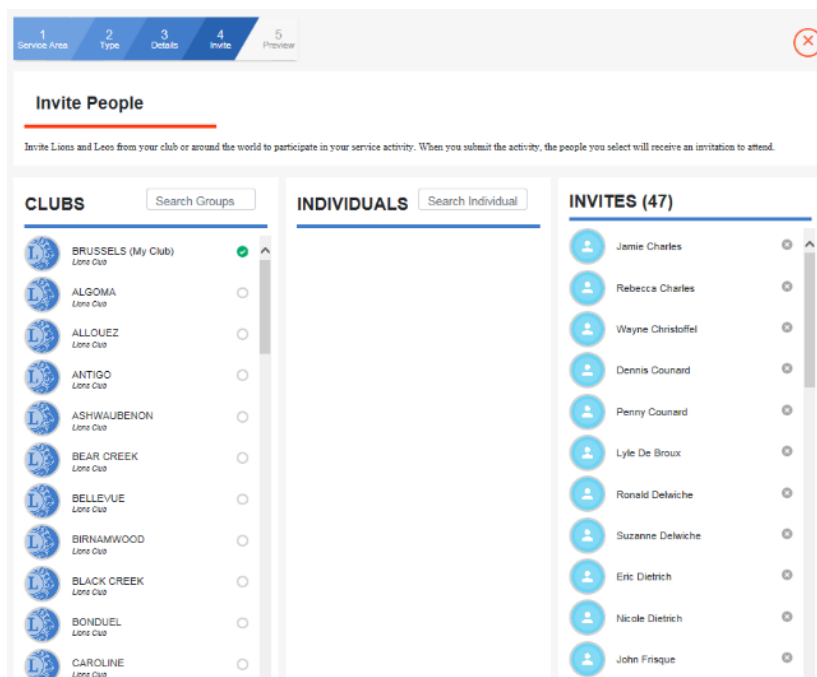 1
Service Area
2
Type
3
Details
4
Invite
5
Preview
Invite People
Invite Lions and Leos from your club or around the world to participate in your service activity. When you submit the activity, the people you select will receive an invitation to attend.
CLUBS
Search Groups
BRUSSELS (My Club)
Lions Club
ALGOMA
Lions Club
ALLOUEZ
Lions Club
ANTIGO
Lions Club
ASHWAUBENON
Lions Club
BEAR CREEK
Lions Club
BELLEVUE
Lions Club
BIRNAMWOOD
Lions Club
BLACK CREEK
Lions Club
BONDUEL
Lions Club
CAROLINE
Lions Club
INDIVIDUALS
Search Individual
INVITES (47)
Jamie Charles
Rebecca Charles
Wayne Christoffel
Dennis Counard
Penny Counard
Lyle De Broux
Ronald Delwiche
Suzanne Delwiche
Eric Dietrich
Nicole Dietrich
John Frisque